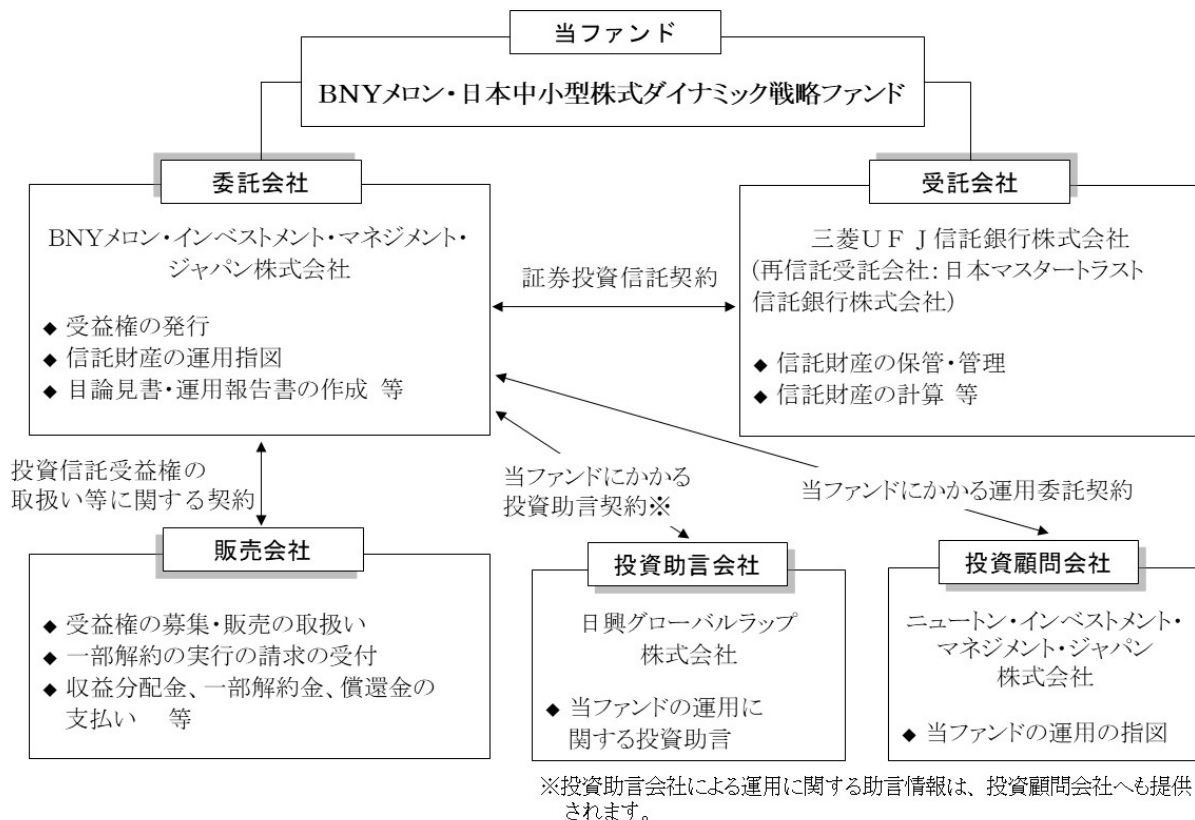 当ファンド
BNYメロン・日本中小型株式ダイナミック戦略ファンド
委託会社
BNYメロン・インベストメント・マネジメント・
ジャパン株式会社
◆ 受益権の発行
◆ 信託財産の運用指図
◆ 目論見書・運用報告書の作成 等
証券投資信託契約
受託会社
三菱UFJ信託銀行株式会社
(再信託受託会社:日本マスタートラスト
信託銀行株式会社)
◆ 信託財産の保管・管理
◆ 信託財産の計算 等
投資信託受益権の
取扱い等に関する契約
当ファンドにかかる
投資助言契約※
当ファンドにかかる運用委託契約
販売会社
◆ 受益権の募集・販売の取扱い
◆ 一部解約の実行の請求の受付
◆ 収益分配金、一部解約金、償還金の
支払い 等
投資助言会社
日興グローバルラップ
株式会社
◆ 当ファンドの運用に
関する投資助言
投資顧問会社
ニュートン・インベストメント・
マネジメント・ジャパン
株式会社
◆ 当ファンドの運用の指図
※投資助言会社による運用に関する助言情報は、投資顧問会社へも提供
されます。